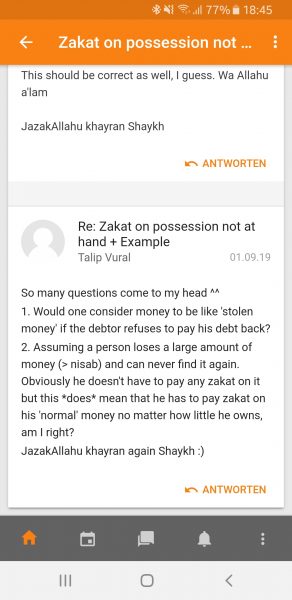 77% 18:45
Zakat on possession not ...
This should be correct as well, I guess. Wa Allahu
a'lam
JazakAllahu khayran Shaykh
ANTWORTEN
Re: Zakat on possession not at
hand + Example
Talip Vural 01.09.19
So many questions come to my head ^^
1. Would one consider money to be like 'stolen
money' if the debtor refuses to pay his debt back?
2. Assuming a person loses a large amount of
money (> nisab) and can never find it again.
Obviously he doesn't have to pay any zakat on it
but this *does* mean that he has to pay zakat on
his 'normal' money no matter how little he owns,
am I right?
JazakAllahu khayran again Shaykh :)
ANTWORTEN